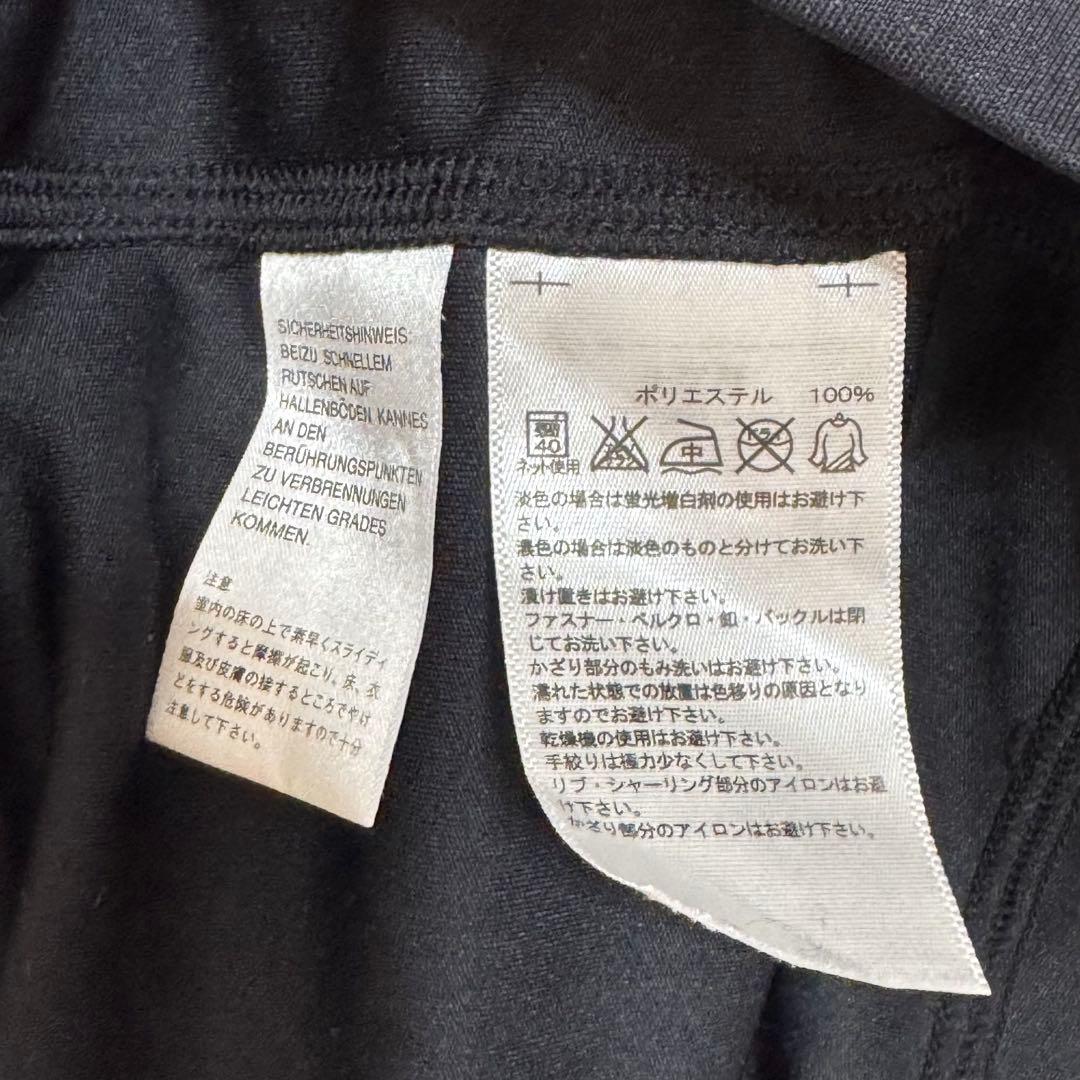 SICHERHEITSHINWEIS:
BEIZU SCHNELLEM
RUTSCHEN AUF
HALLENBÖDEN KANNES
AN DEN
BERÜHRUNGSPUNKTEN
ZU VERBRENNUNGEN
LEICHTEN GRADES
KOMMEN.
注意
室内の床の上で素早くスライディ
ングすると摩擦が起こり、床、衣
服及び皮膚の接するところでやけ
どをする危険がありますので十分
注意して下さい。
ポリエステル 100%
40 中 ドライ
ネット使用
淡色の場合は蛍光増白剤の使用はお避け下
さい。
濃色の場合は淡色のものと分けてお洗い下
さい。
漬け置きはお避け下さい。
ファスナー・ベルクロ・釦・バックルは閉
じてお洗い下さい。
かざり部分のもみ洗いはお避け下さい。
濡れた状態での放置は色移りの原因となり
ますのでお避け下さい。
乾燥機の使用はお避け下さい。
手絞りは極力少なくして下さい。
リブ・シャーリング部分のアイロンはお避
け下さい。
かざり部分のアイロンはお避け下さい。